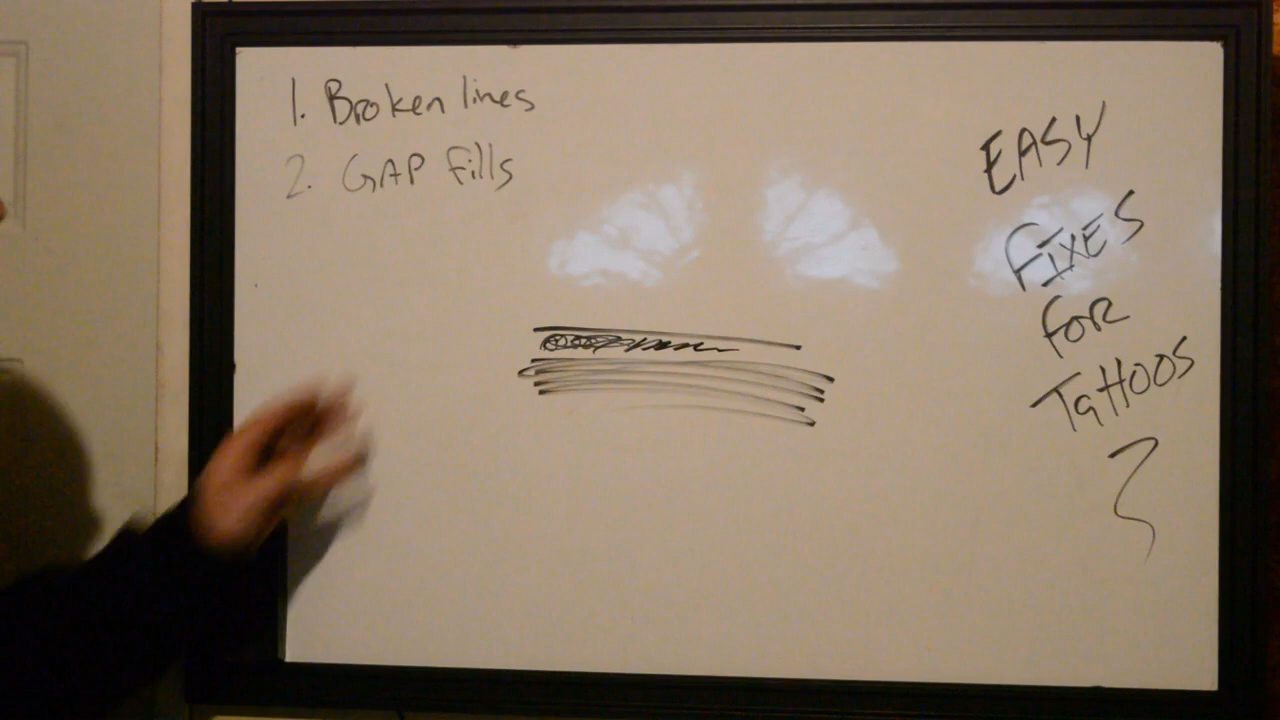 1. Broken lines
2. GAP fills
EASY
FIXES
FOR
TaTTOOS